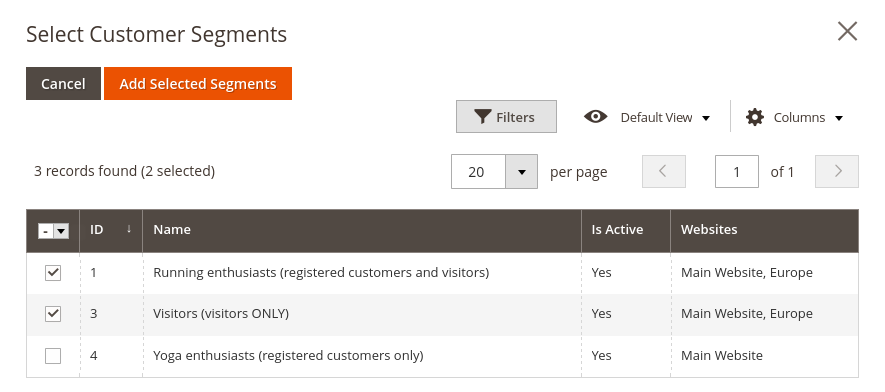 Select Customer Segments
Cancel Add Selected Segments
Filters Default View Columns
3 records found (2 selected) 20 per page 1 of 1
- ID ↓ Name Is Active Websites
1 Running enthusiasts (registered customers and visitors) Yes Main Website, Europe
3 Visitors (visitors ONLY) Yes Main Website, Europe
4 Yoga enthusiasts (registered customers only) Yes Main Website